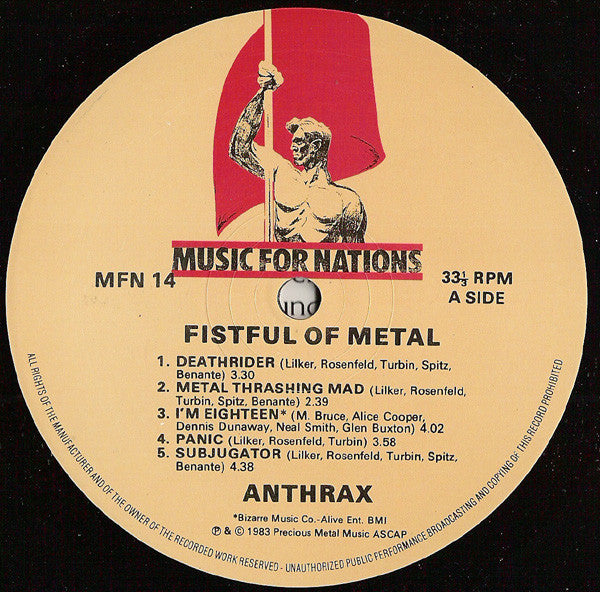 MUSIC FOR NATIONS
MFN 14
33⅓ RPM
A SIDE
FISTFUL OF METAL
1. DEATHRIDER (Lilker, Rosenfeld, Turbin, Spitz,
Benante) 3.30
2. METAL THRASHING MAD (Lilker, Rosenfeld,
Turbin, Spitz, Benante) 2.39
3. I'M EIGHTEEN* (M. Bruce, Alice Cooper,
Dennis Dunaway, Neal Smith, Glen Buxton) 4.02
4. PANIC (Lilker, Rosenfeld, Turbin) 3.58
5. SUBJUGATOR (Lilker, Rosenfeld, Turbin, Spitz,
Benante) 4.38
ANTHRAX
*Bizarre Music Co.-Alive Ent. BMI
℗ & © 1983 Precious Metal Music ASCAP
ALL RIGHTS OF THE MANUFACTURER AND OF THE OWNER OF THE RECORDED WORK RESERVED - UNAUTHORIZED PUBLIC PERFORMANCE, BROADCASTING AND COPYING OF THIS RECORD PROHIBITED